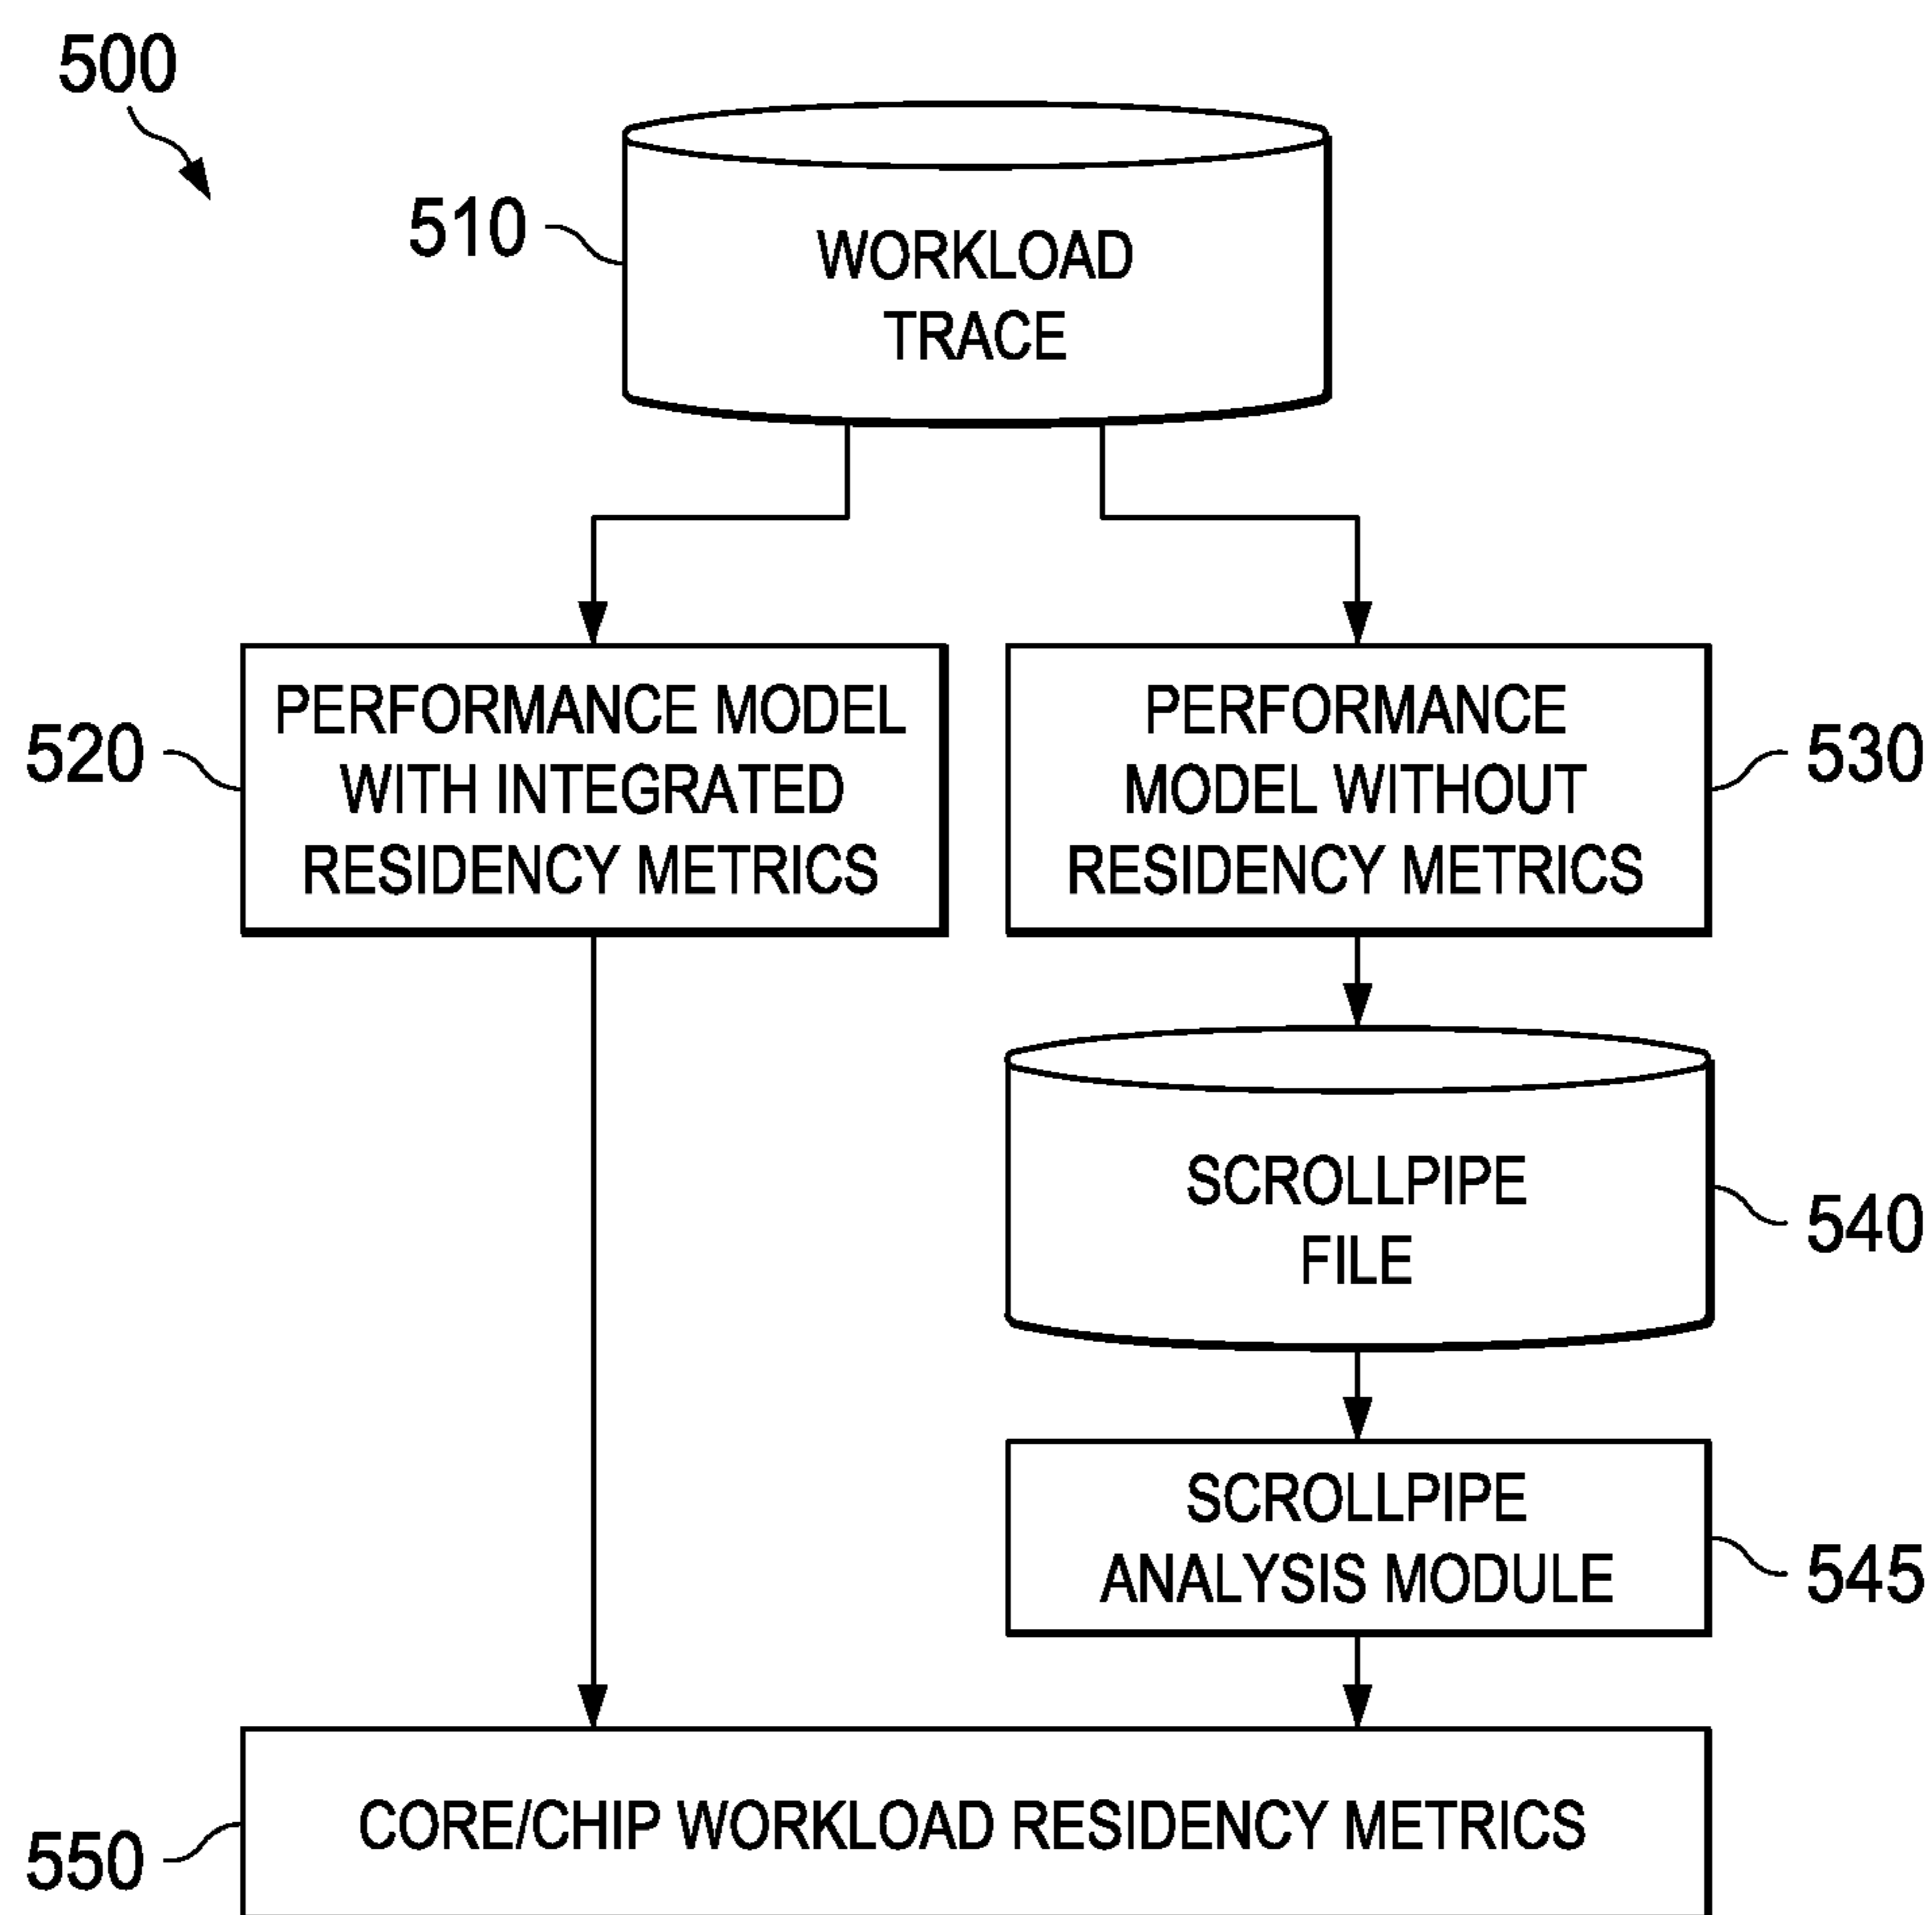 500
510
WORKLOAD
TRACE
520
PERFORMANCE MODEL
WITH INTEGRATED
RESIDENCY METRICS
PERFORMANCE
MODEL WITHOUT
RESIDENCY METRICS
530
SCROLLPIPE
FILE
540
SCROLLPIPE
ANALYSIS MODULE
545
550
CORE/CHIP WORKLOAD RESIDENCY METRICS